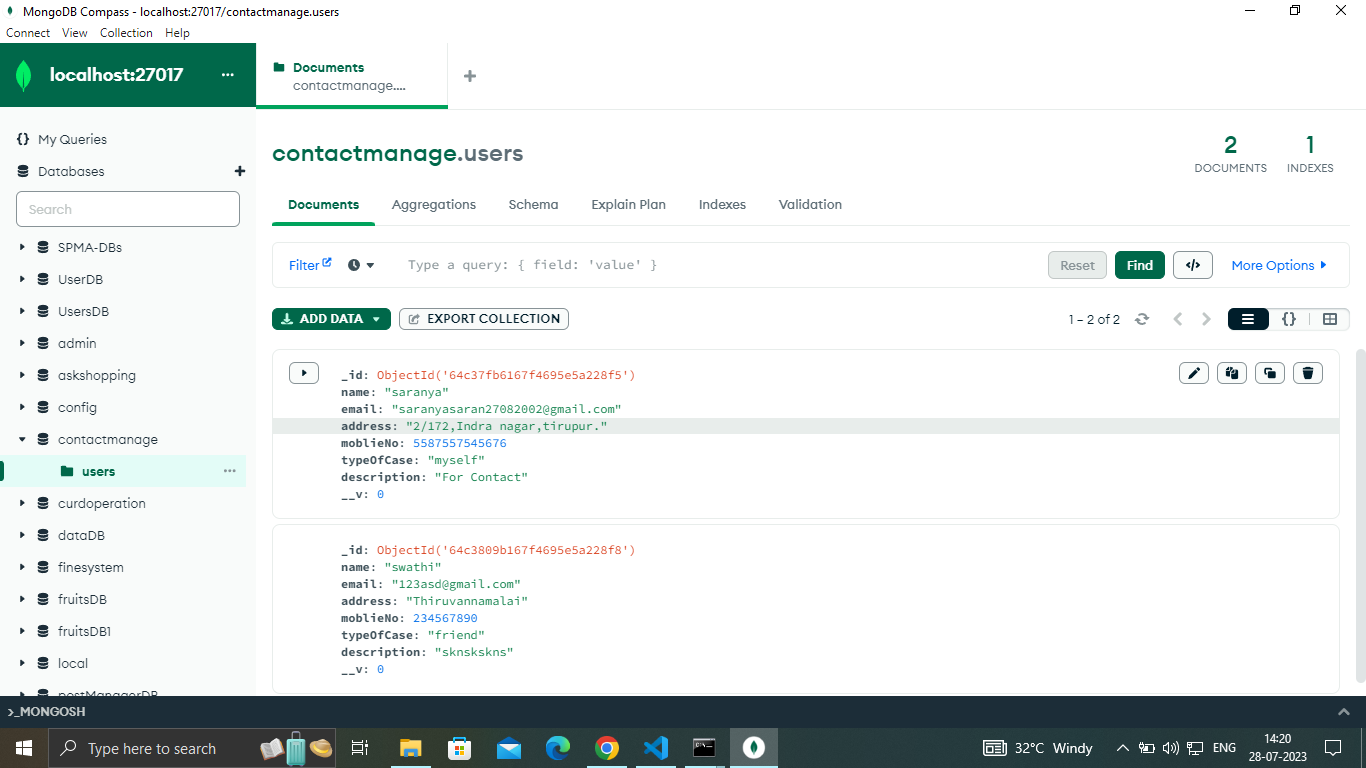 MongoDB Compass - localhost:27017/contactmanage.users
Connect View Collection Help
localhost:27017 ...
Documents
contactmanage....
My Queries
Databases
Search
SPMA-DBs
UserDB
UsersDB
admin
askshopping
config
contactmanage
users
curdoperation
dataDB
finesystem
fruitsDB
fruitsDB1
local
postManagerDB
contactmanage.users
2
DOCUMENTS
1
INDEXES
Documents Aggregations Schema Explain Plan Indexes Validation
Filter Type a query: { field: 'value' } Reset Find </> More Options
ADD DATA EXPORT COLLECTION 1 – 2 of 2 {}
_id: ObjectId('64c37fb6167f4695e5a228f5')
name: "saranya"
email: "saranyasaran27082002@gmail.com"
address: "2/172,Indra nagar,tirupur."
moblieNo: 5587557545676
typeOfCase: "myself"
description: "For Contact"
__v: 0
_id: ObjectId('64c3809b167f4695e5a228f8')
name: "swathi"
email: "123asd@gmail.com"
address: "Thiruvannamalai"
moblieNo: 234567890
typeOfCase: "friend"
description: "sknskskns"
__v: 0
>_MONGOSH
Type here to search
32°C Windy
ENG
14:20
28-07-2023